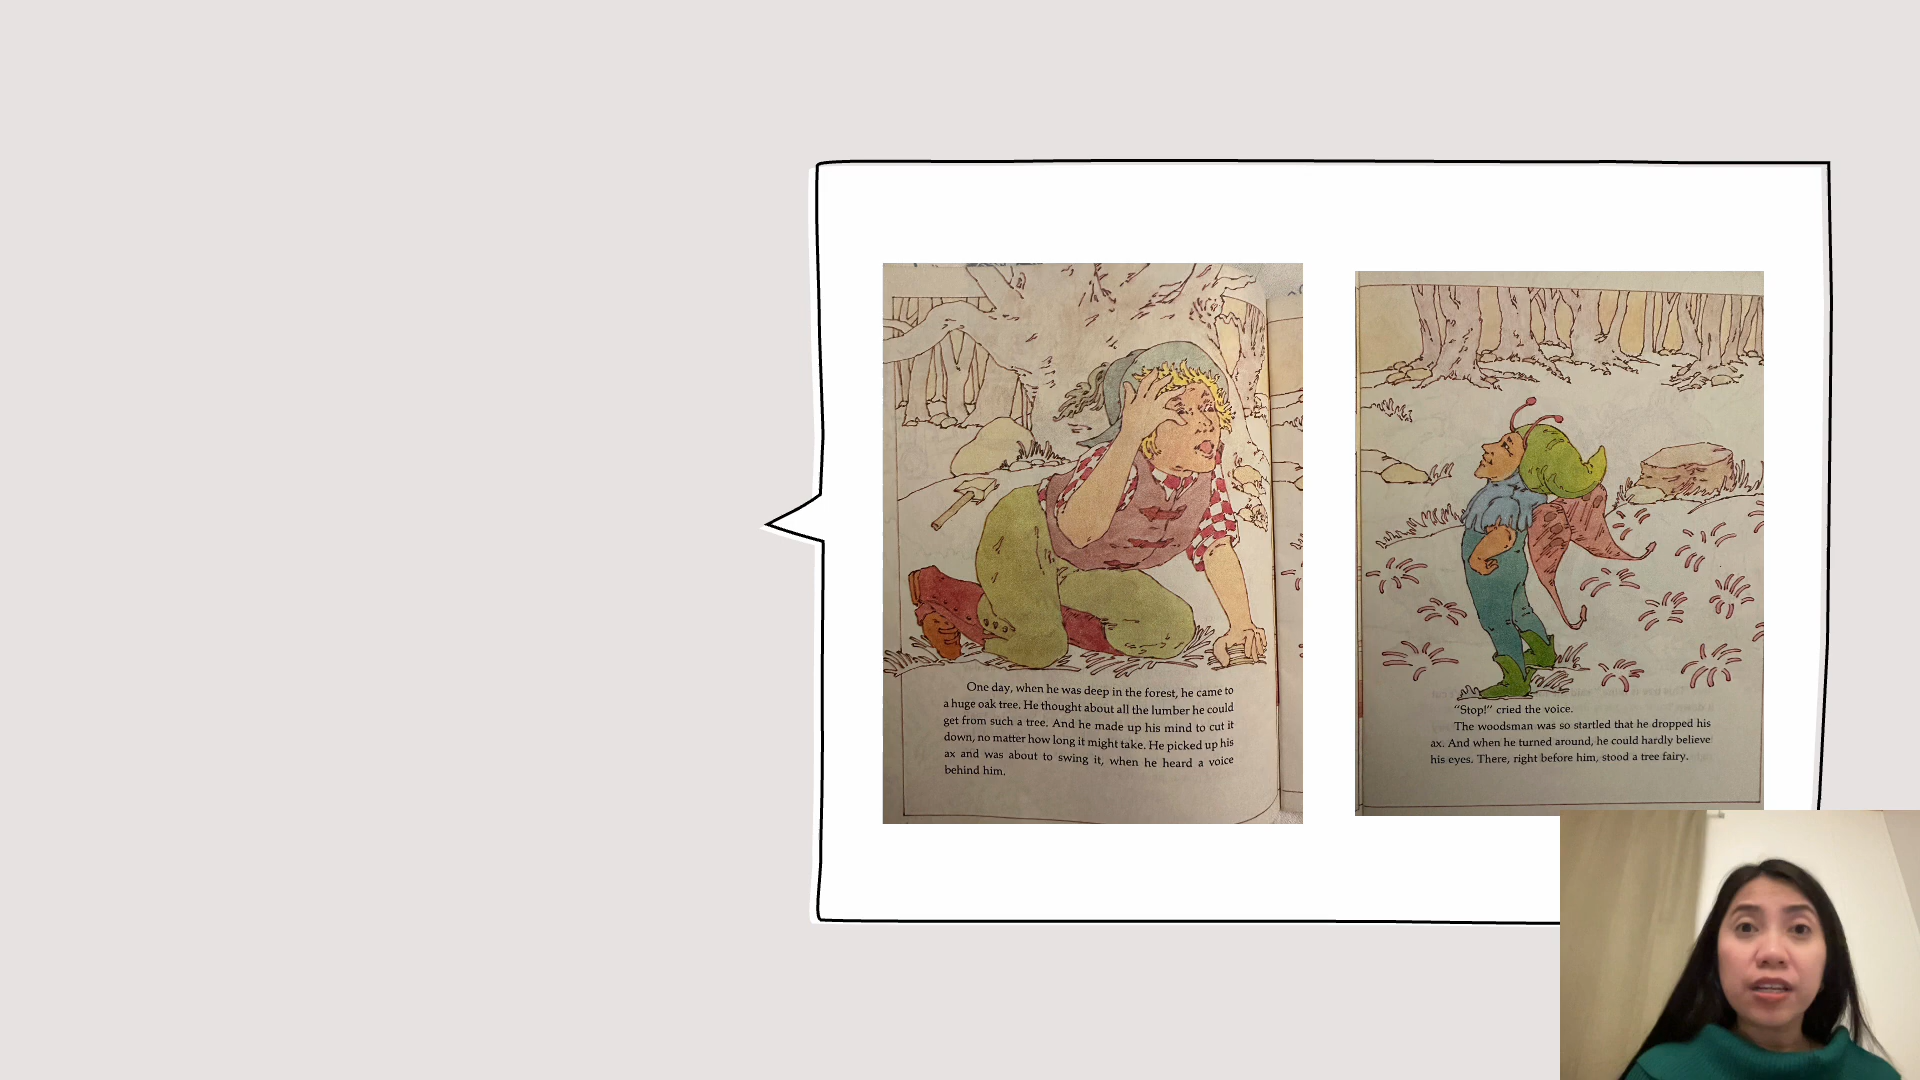 One day, when he was deep in the forest, he came to
a huge oak tree. He thought about all the lumber he could
get from such a tree. And he made up his mind to cut it
down, no matter how long it might take. He picked up his
ax and was about to swing it, when he heard a voice
behind him.
"Stop!" cried the voice.
The woodsman was so startled that he dropped his
ax. And when he turned around, he could hardly believe
his eyes. There, right before him, stood a tree fairy.